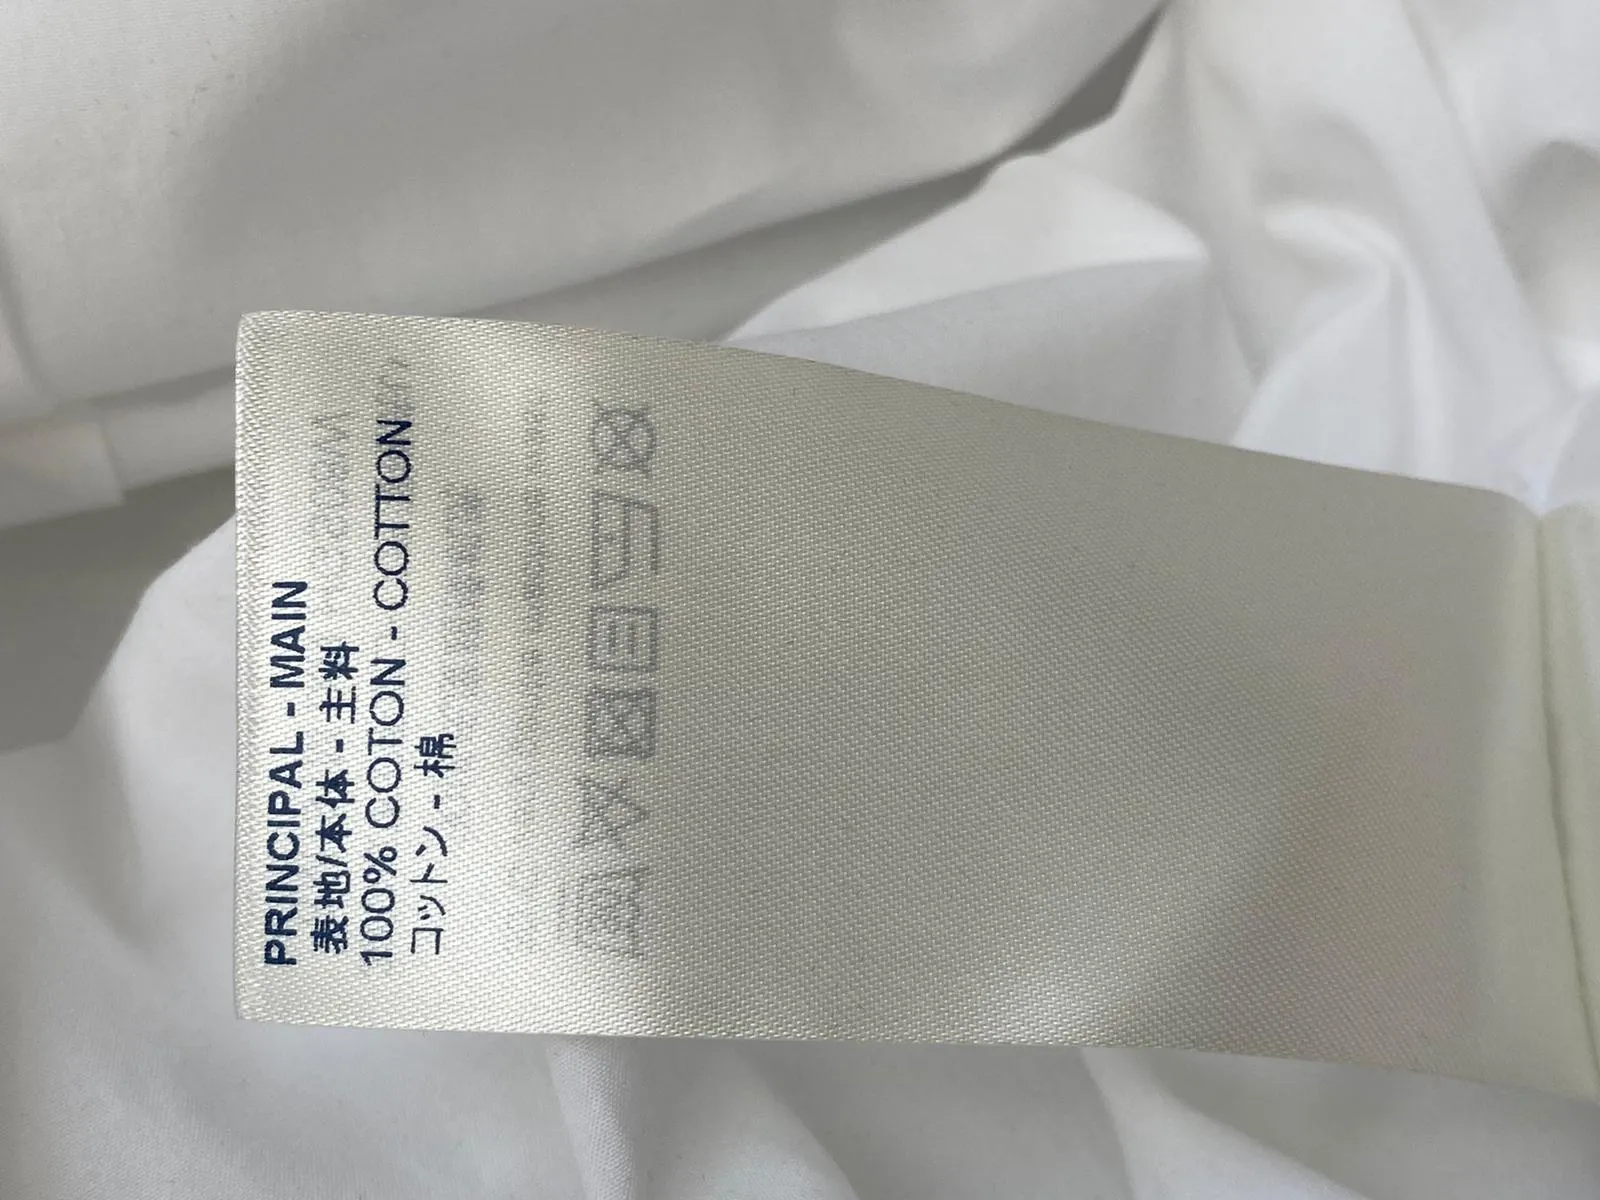 PRINCIPAL - MAIN
表地/本体 - 主料
100% COTON - COTTON
コットン - 棉